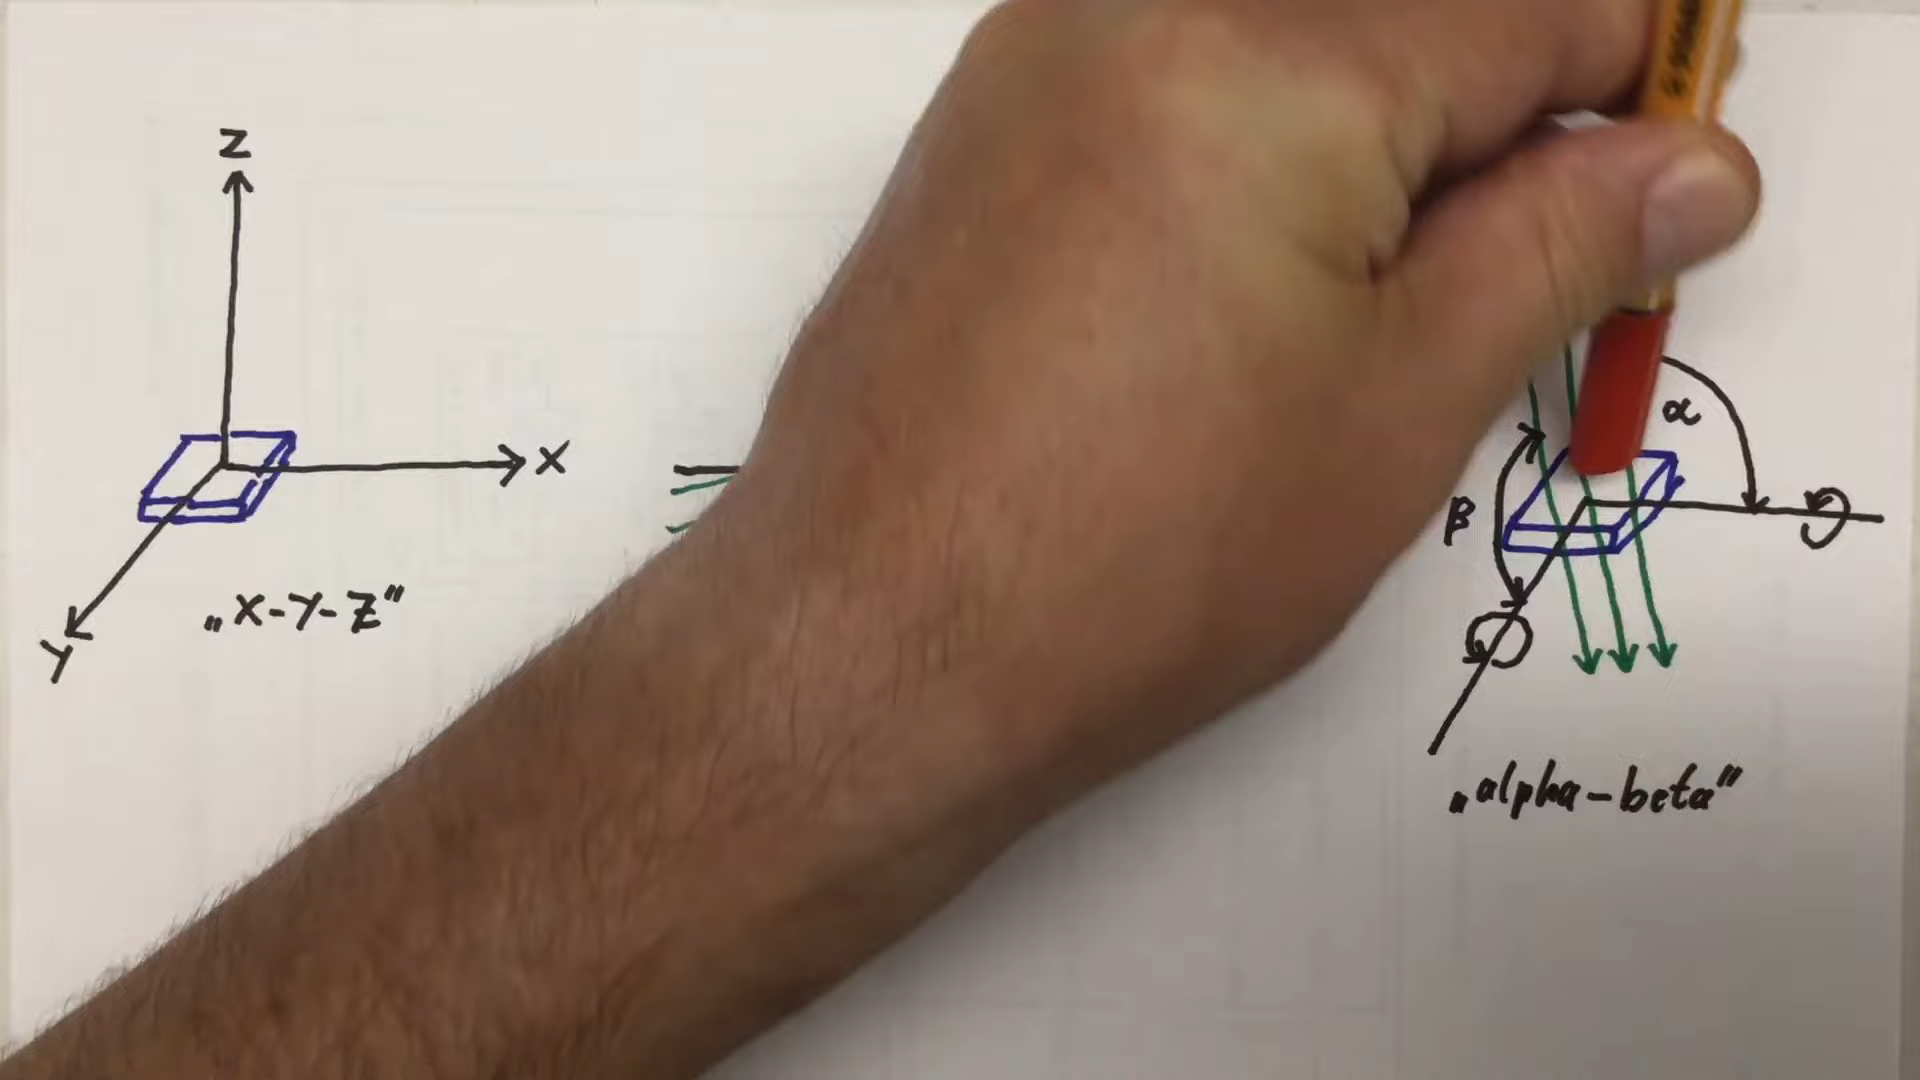 Z
X
Y
„X-Y-Z"
α
β
„alpha-beta"